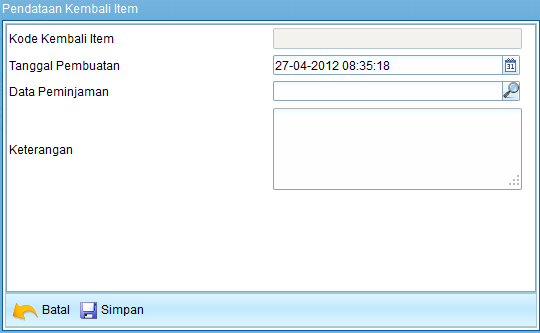 Pendataan Kembali Item
Kode Kembali Item
Tanggal Pembuatan 27-04-2012 08:35:18 31
Data Peminjaman
Keterangan
Batal Simpan